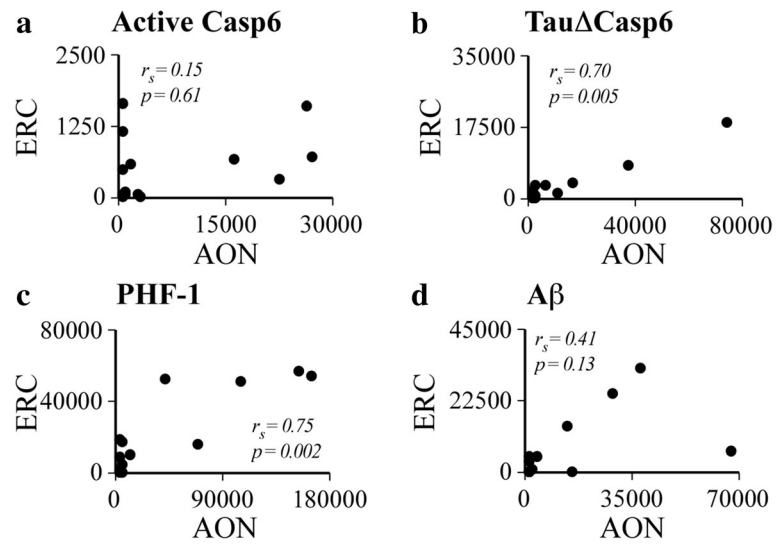 a Active Casp6
2500
1250
0
ERC
r_s = 0.15
p = 0.61
0 15000 30000
AON
b TauΔCasp6
35000
17500
0
ERC
r_s = 0.70
p = 0.005
0 40000 80000
AON
c PHF-1
80000
40000
0
ERC
r_s = 0.75
p = 0.002
0 90000 180000
AON
d Aβ
45000
22500
0
ERC
r_s = 0.41
p = 0.13
0 35000 70000
AON